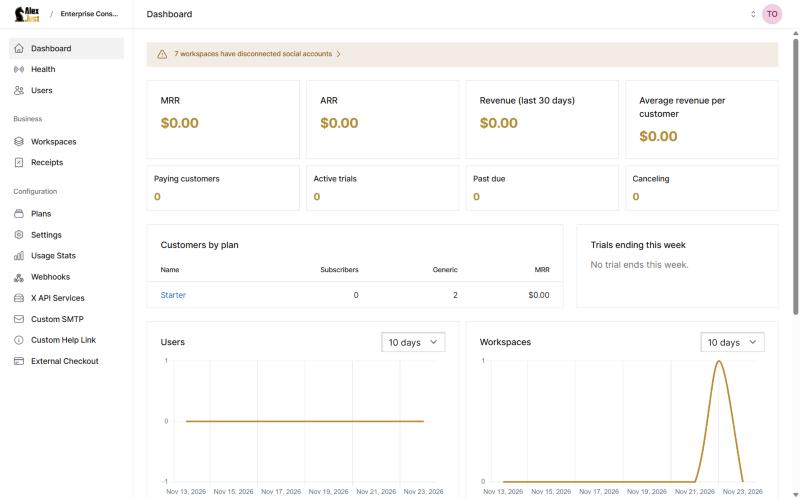 Alex Just
/
Enterprise Cons...
Dashboard
TO
Dashboard
Health
Users
Business
Workspaces
Receipts
Configuration
Plans
Settings
Usage Stats
Webhooks
X API Services
Custom SMTP
Custom Help Link
External Checkout
7 workspaces have disconnected social accounts
MRR
$0.00
ARR
$0.00
Revenue (last 30 days)
$0.00
Average revenue per
customer
$0.00
Paying customers
0
Active trials
0
Past due
0
Canceling
0
Customers by plan
Name Subscribers Generic MRR
Starter 0 2 $0.00
Trials ending this week
No trial ends this week.
Users
10 days
1
0
-1
Nov 13, 2026 Nov 15, 2026 Nov 17, 2026 Nov 19, 2026 Nov 21, 2026 Nov 23, 2026
Workspaces
10 days
1
0
Nov 13, 2026 Nov 15, 2026 Nov 17, 2026 Nov 19, 2026 Nov 21, 2026 Nov 23, 2026